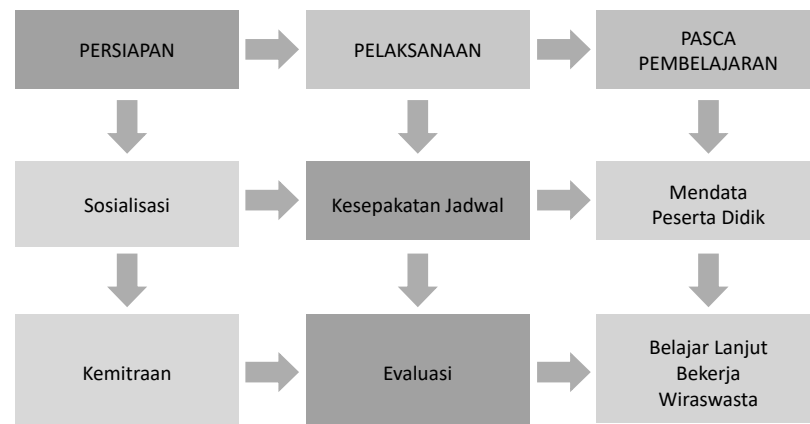 PERSIAPAN
PELAKSANAAN
PASCA
PEMBELAJARAN
Sosialisasi
Kesepakatan Jadwal
Mendata
Peserta Didik
Kemitraan
Evaluasi
Belajar Lanjut
Bekerja
Wiraswasta